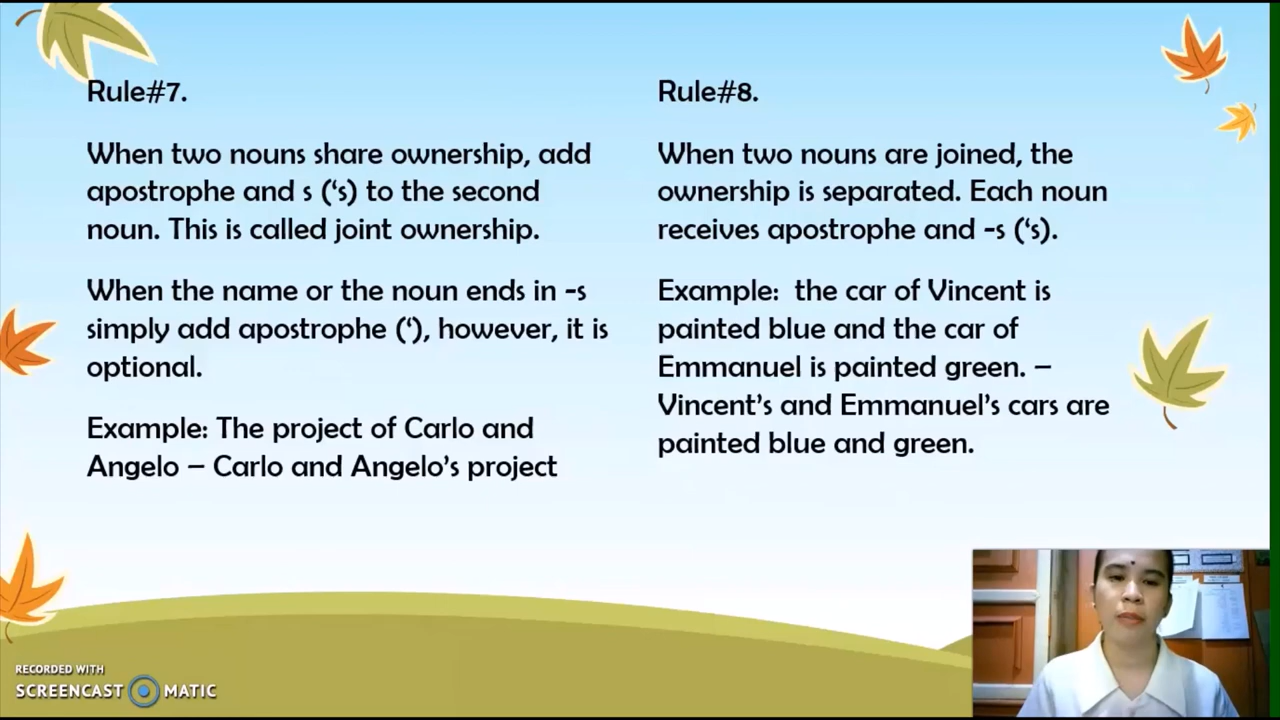 Rule#7.
When two nouns share ownership, add
apostrophe and s (‘s) to the second
noun. This is called joint ownership.
When the name or the noun ends in -s
simply add apostrophe (‘), however, it is
optional.
Example: The project of Carlo and
Angelo – Carlo and Angelo’s project
Rule#8.
When two nouns are joined, the
ownership is separated. Each noun
receives apostrophe and -s (‘s).
Example:  the car of Vincent is
painted blue and the car of
Emmanuel is painted green. –
Vincent’s and Emmanuel’s cars are
painted blue and green.
RECORDED WITH
SCREENCAST MATIC